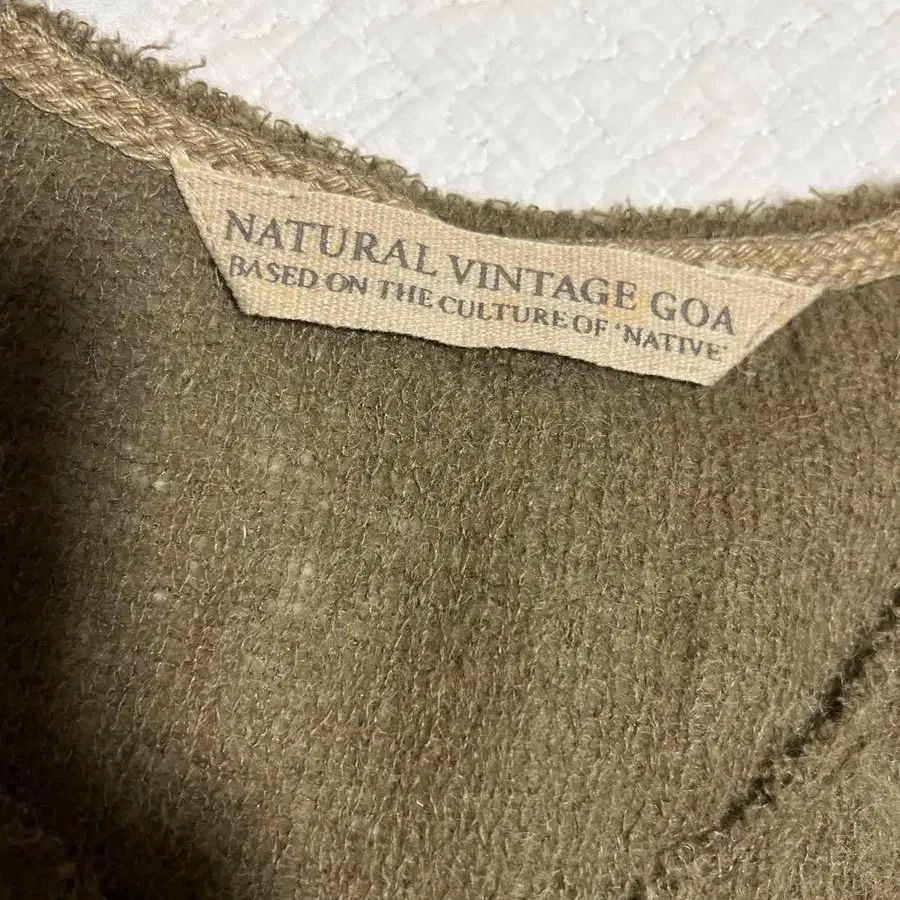 NATURAL VINTAGE GOA
BASED ON THE CULTURE OF 'NATIVE'